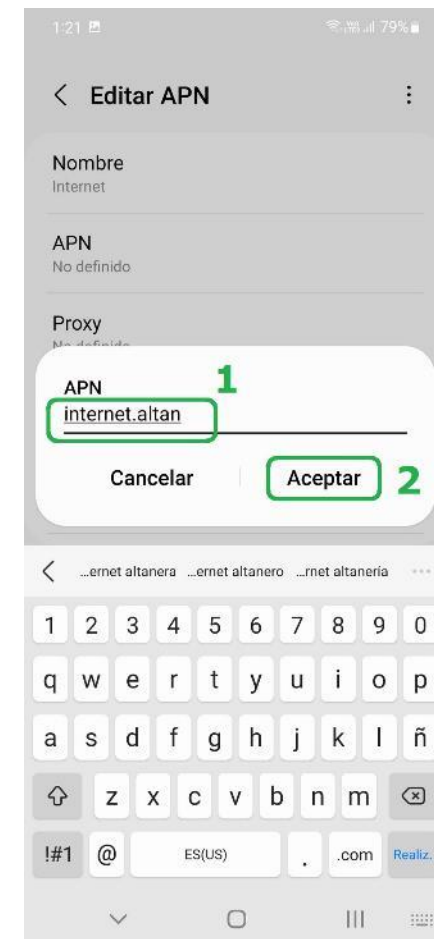 1:21 79%
Editar APN
Nombre
Internet
APN
No definido
Proxy
No definido
APN
1
internet.altan
Cancelar Aceptar 2
...ernet altanera ...ernet altanero ...rnet altanería
1 2 3 4 5 6 7 8 9 0
q w e r t y u i o p
a s d f g h j k l ñ
z x c v b n m
!#1 @ ES(US) . .com Realiz.